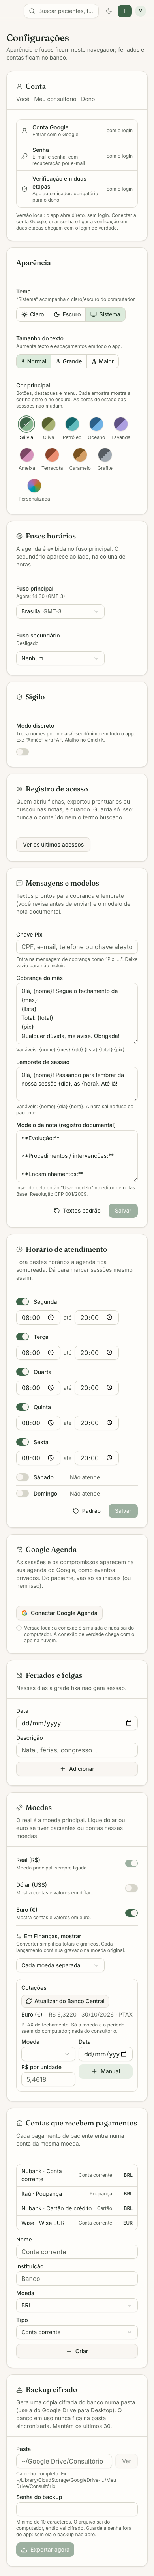 Buscar pacientes, t...
V
Configurações
Aparência e fusos ficam neste navegador; feriados e
contas ficam no banco.
Conta
Você · Meu consultório · Dono
Conta Google
Entrar com o Google
com o login
Senha
E-mail e senha, com
recuperação por e-mail
com o login
Verificação em duas
etapas
App autenticador: obrigatório
para o dono
com o login
Versão local: o app abre direto, sem login. Conectar a
conta Google, criar senha e ligar a verificação em
duas etapas chegam com o login de verdade.
Aparência
Tema
"Sistema" acompanha o claro/escuro do computador.
Claro
Escuro
Sistema
Tamanho do texto
Aumenta texto e espaçamentos em todo o app.
A Normal
A Grande
A Maior
Cor principal
Botões, destaques e menu. Cada amostra mostra a
cor no claro e no escuro. As cores de estado das
sessões não mudam.
Sálvia
Oliva
Petróleo
Oceano
Lavanda
Ameixa
Terracota
Caramelo
Grafite
Personalizada
Fusos horários
A agenda é exibida no fuso principal. O
secundário aparece ao lado, na coluna de
horas.
Fuso principal
Agora: 14:30 (GMT-3)
Brasília GMT-3
Fuso secundário
Desligado
Nenhum
Sigilo
Modo discreto
Troca nomes por iniciais/pseudônimo em todo o app.
Ex.: "Aimée" vira "A.". Atalho no Cmd+K.
Registro de acesso
Quem abriu fichas, exportou prontuários ou
buscou nas notas, e quando. Guarda só isso:
nunca o conteúdo nem o termo buscado.
Ver os últimos acessos
Mensagens e modelos
Textos prontos para cobrança e lembrete
(você revisa antes de enviar) e o modelo de
nota documental.
Chave Pix
CPF, e-mail, telefone ou chave aleató
Entra na mensagem de cobrança como "Pix: ...". Deixe
vazio para não incluir.
Cobrança do mês
Olá, {nome}! Segue o fechamento de
{mes}:
{lista}
Total: {total}.
{pix}
Qualquer dúvida, me avise. Obrigada!
Variáveis: {nome} {mes} {qtd} {lista} {total} {pix}
Lembrete de sessão
Olá, {nome}! Passando para lembrar da
nossa sessão {dia}, às {hora}. Até lá!
Variáveis: {nome} {dia} {hora}. A hora sai no fuso do
paciente.
Modelo de nota (registro documental)
**Evolução:**
**Procedimentos / intervenções:**
**Encaminhamentos:**
Inserido pelo botão "Usar modelo" no editor de notas.
Base: Resolução CFP 001/2009.
Textos padrão
Salvar
Horário de atendimento
Fora destes horários a agenda fica
sombreada. Dá para marcar sessões mesmo
assim.
Segunda
08:00
até
20:00
Terça
08:00
até
20:00
Quarta
08:00
até
20:00
Quinta
08:00
até
20:00
Sexta
08:00
até
20:00
Sábado
Não atende
Domingo
Não atende
Padrão
Salvar
Google Agenda
As sessões e os compromissos aparecem na
sua agenda do Google, como eventos
privados. Do paciente, vão só as iniciais (ou
nem isso).
Conectar Google Agenda
Versão local: a conexão é simulada e nada sai do
computador. A conexão de verdade chega com o
app na nuvem.
Feriados e folgas
Nesses dias a grade fixa não gera sessão.
Data
dd/mm/yyyy
Descrição
Natal, férias, congresso...
Adicionar
Moedas
O real é a moeda principal. Ligue dólar ou
euro se tiver pacientes ou contas nessas
moedas.
Real (R$)
Moeda principal, sempre ligada.
Dólar (US$)
Mostra contas e valores em dólar.
Euro (€)
Mostra contas e valores em euro.
Em Finanças, mostrar
Converter simplifica totais e gráficos. Cada
lançamento continua gravado na moeda original.
Cada moeda separada
Cotações
Atualizar do Banco Central
Euro (€)
R$ 6,3220 · 30/10/2026 · PTAX
PTAX de fechamento. Só a moeda e o período
saem do computador; nada do consultório.
Moeda
Data
dd/mm/yyyy
R$ por unidade
5,4618
Manual
Contas que recebem pagamentos
Cada pagamento de paciente entra numa
conta da mesma moeda.
Nubank · Conta
corrente
Conta corrente
BRL
Itaú · Poupança
Poupança
BRL
Nubank · Cartão de crédito
Cartão
BRL
Wise · Wise EUR
Conta corrente
EUR
Nome
Conta corrente
Instituição
Banco
Moeda
BRL
Tipo
Conta corrente
Criar
Backup cifrado
Gera uma cópia cifrada do banco numa pasta
(use a do Google Drive para Desktop). O
banco em uso nunca fica na pasta
sincronizada. Mantém os últimos 30.
Pasta
~/Google Drive/Consultório
Ver
Caminho completo. Ex.:
~/Library/CloudStorage/GoogleDrive-.../Meu
Drive/Consultório
Senha do backup
Mínimo de 15 caracteres. O arquivo sai do
computador, então vai cifrado. Guarde a senha fora
do app: sem ela o backup não abre.
Exportar agora